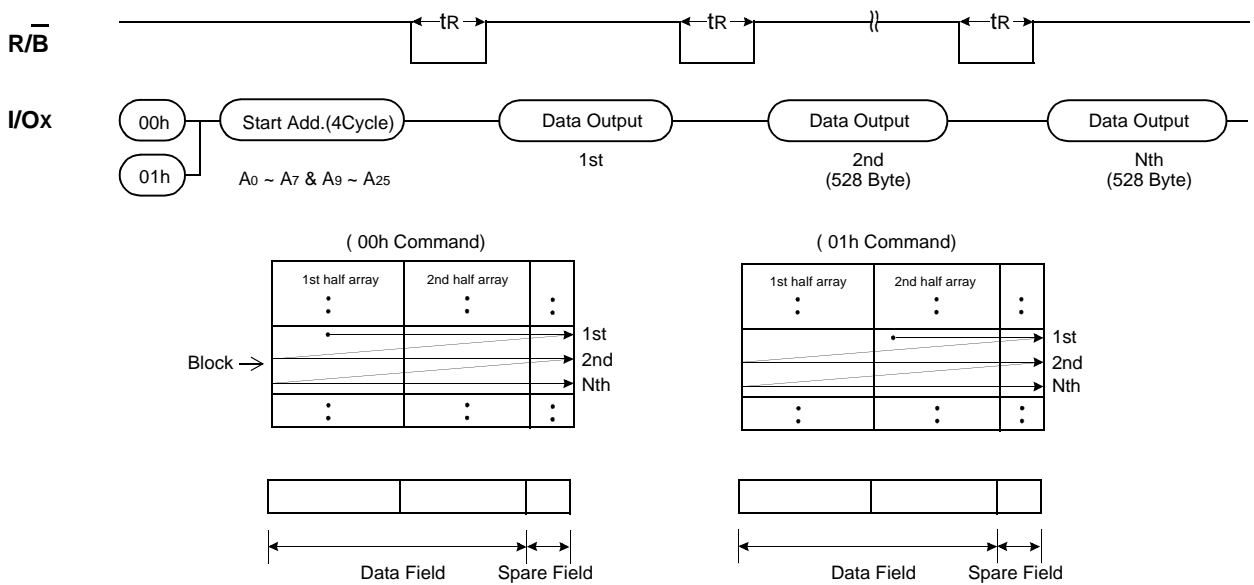 R/B tR tR tR
I/Ox 00h Start Add.(4Cycle) Data Output Data Output Data Output
01h A0 ~ A7 & A9 ~ A25 1st 2nd Nth
(528 Byte) (528 Byte)
( 00h Command) ( 01h Command)
1st half array 2nd half array 1st half array 2nd half array
1st 1st
Block 2nd 2nd
Nth Nth
Data Field Spare Field Data Field Spare Field